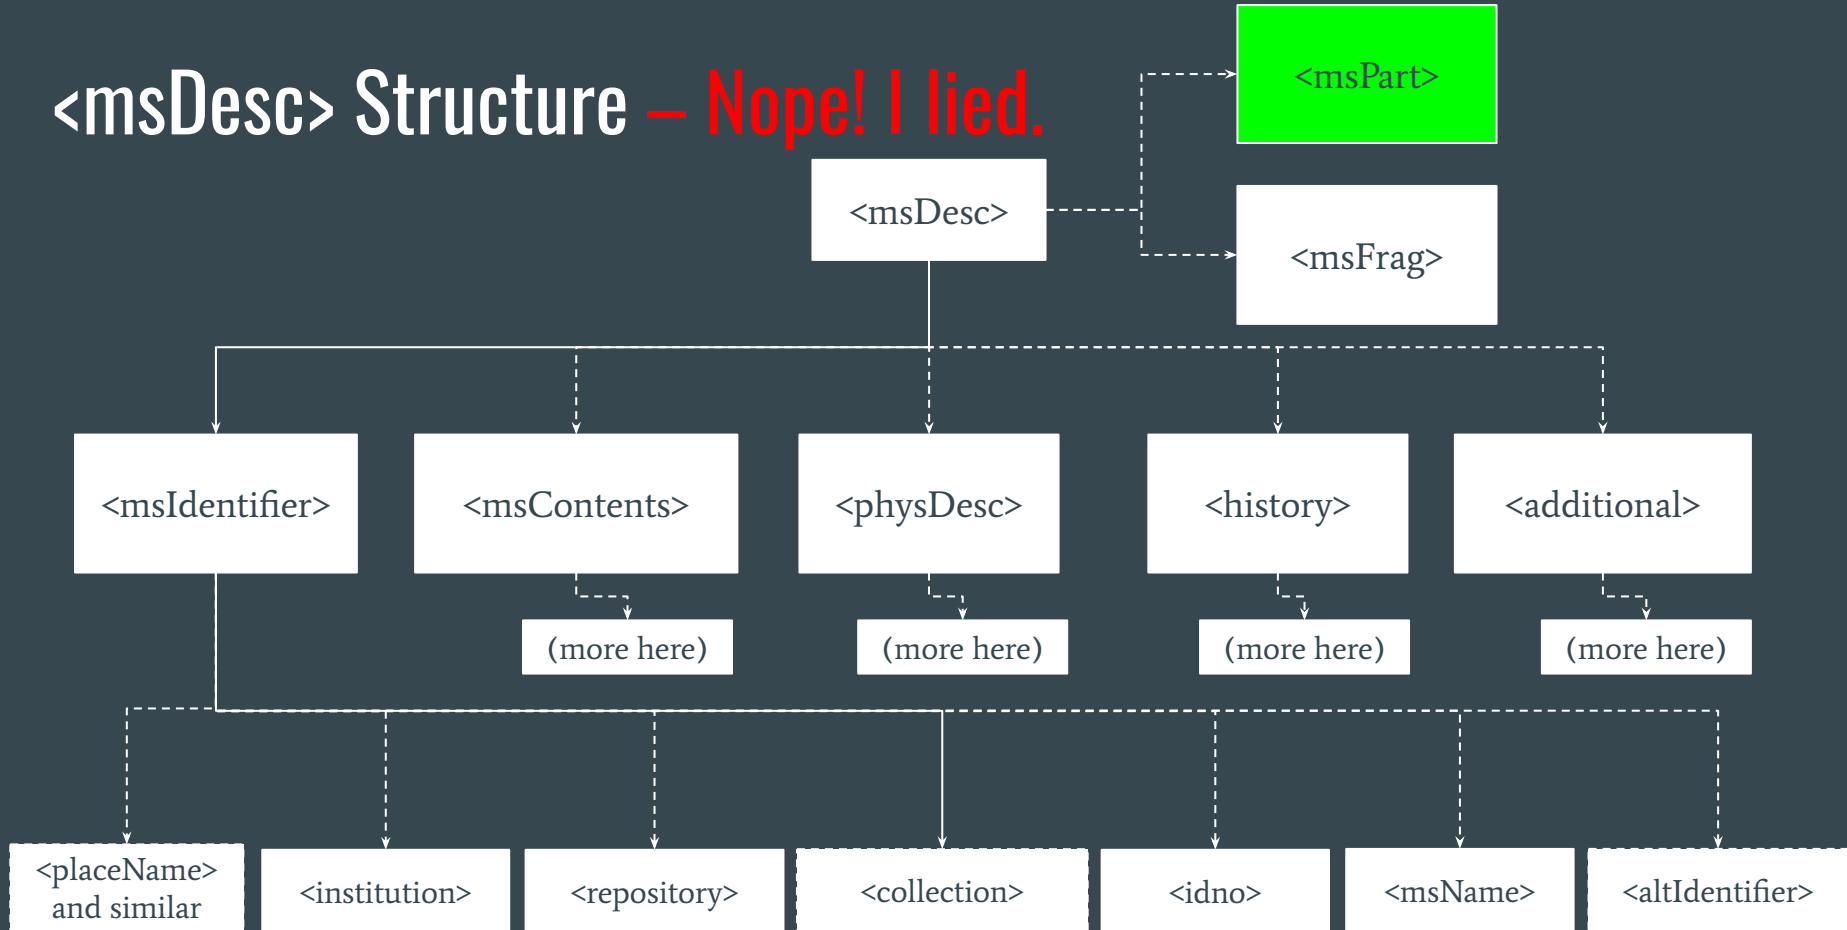 <msPart>
<msDesc> Structure – Nope! I lied.
<msDesc>
<msFrag>
<msIdentifier>
<msContents>
<physDesc>
<history>
<additional>
(more here)
(more here)
(more here)
(more here)
<placeName>
and similar
<institution>
<repository>
<collection>
<idno>
<msName>
<altIdentifier>